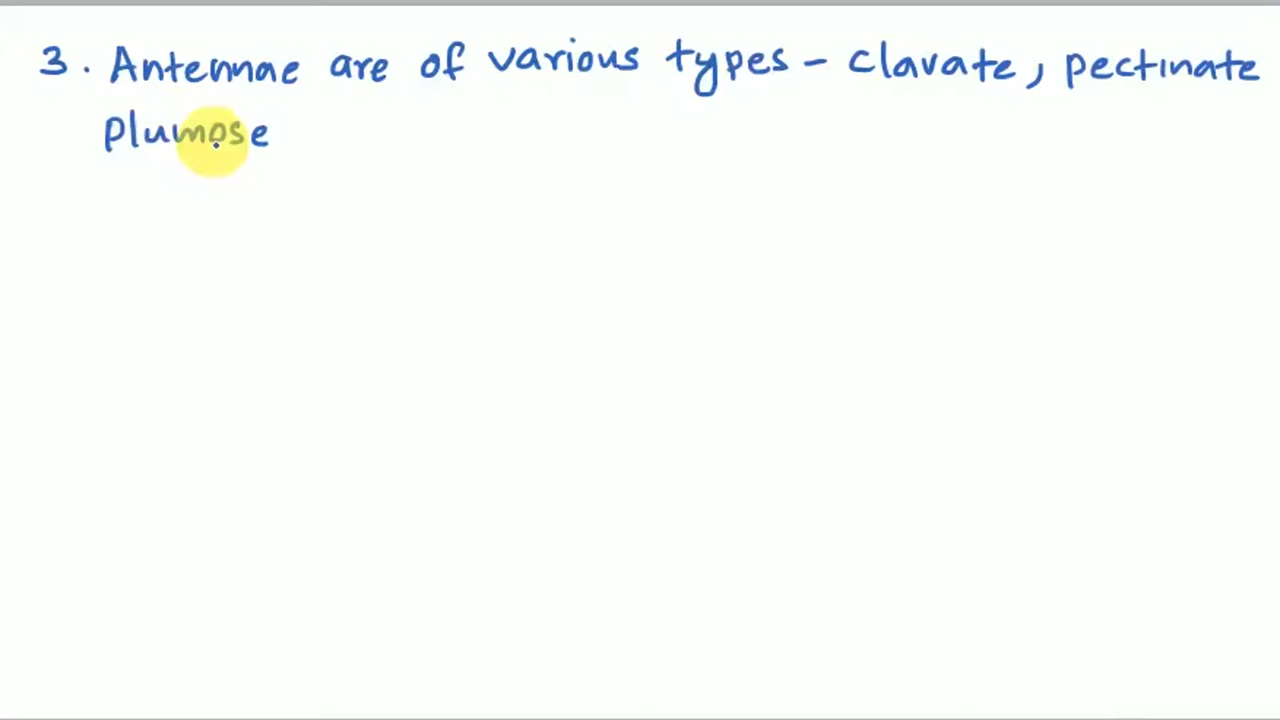 3. Antennae are of various types - clavate, pectinate
plumose